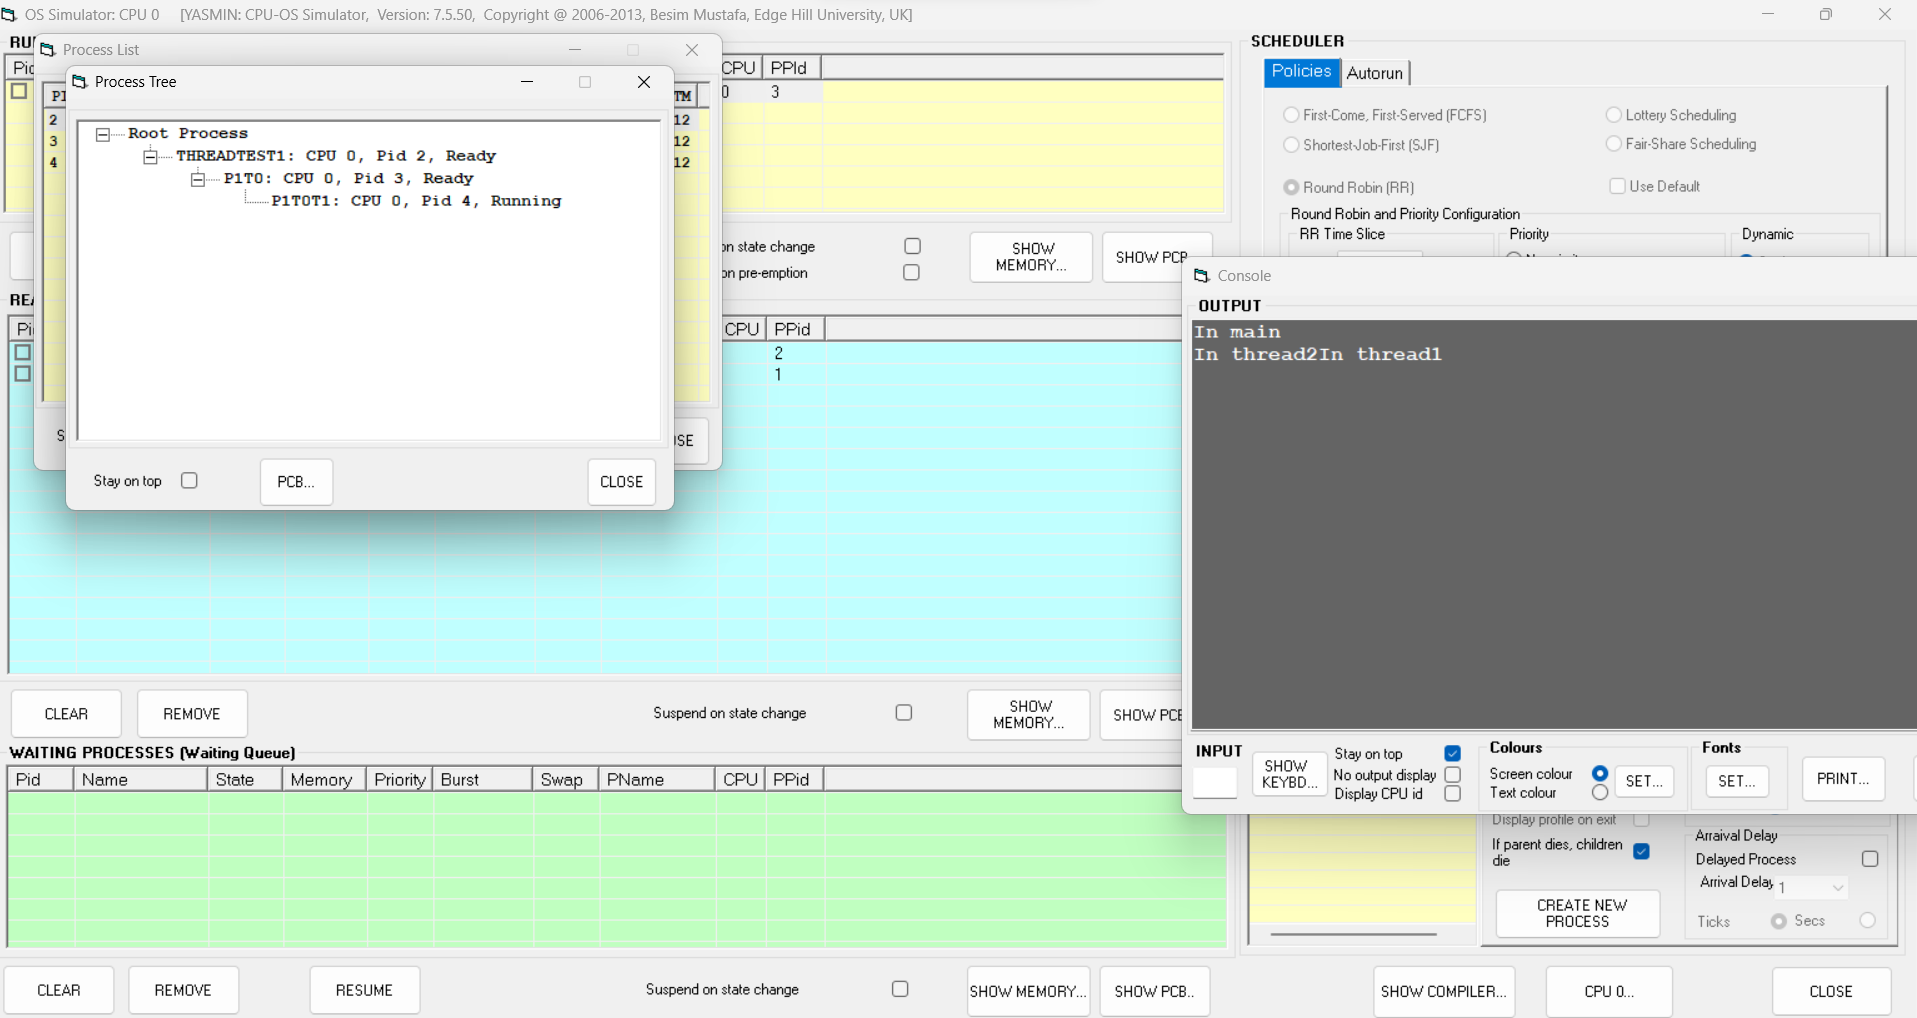 OS Simulator: CPU 0 [YASMIN: CPU-OS Simulator, Version: 7.5.50, Copyright @ 2006-2013, Besim Mustafa, Edge Hill University, UK]
Process List
Process Tree
Root Process
THREADTEST1: CPU 0, Pid 2, Ready
P1T0: CPU 0, Pid 3, Ready
P1T0T1: CPU 0, Pid 4, Running
Stay on top
PCB...
CLOSE
2
3
4
12
12
12
CPU PPId
0 3
on state change
on pre-emption
SHOW MEMORY...
SHOW PCB
CPU PPid
2
1
CLEAR
REMOVE
Suspend on state change
SHOW MEMORY...
SHOW PCB
WAITING PROCESSES (Waiting Queue)
Pid Name State Memory Priority Burst Swap PName CPU PPid
CLEAR
REMOVE
RESUME
Suspend on state change
SHOW MEMORY...
SHOW PCB..
SCHEDULER
Policies Autorun
First-Come, First-Served (FCFS)
Lottery Scheduling
Shortest-Job-First (SJF)
Fair-Share Scheduling
Round Robin (RR)
Use Default
Round Robin and Priority Configuration
RR Time Slice
Priority
Dynamic
Console
OUTPUT
In main
In thread2In thread1
INPUT
SHOW KEYBD...
Stay on top
No output display
Display CPU id
Colours
Screen colour
Text colour
SET...
Fonts
SET...
PRINT...
Display profile on exit
If parent dies, children
die
CREATE NEW PROCESS
Arraival Delay
Delayed Process
Arrival Delay 1
Ticks
Secs
SHOW COMPILER...
CPU 0...
CLOSE